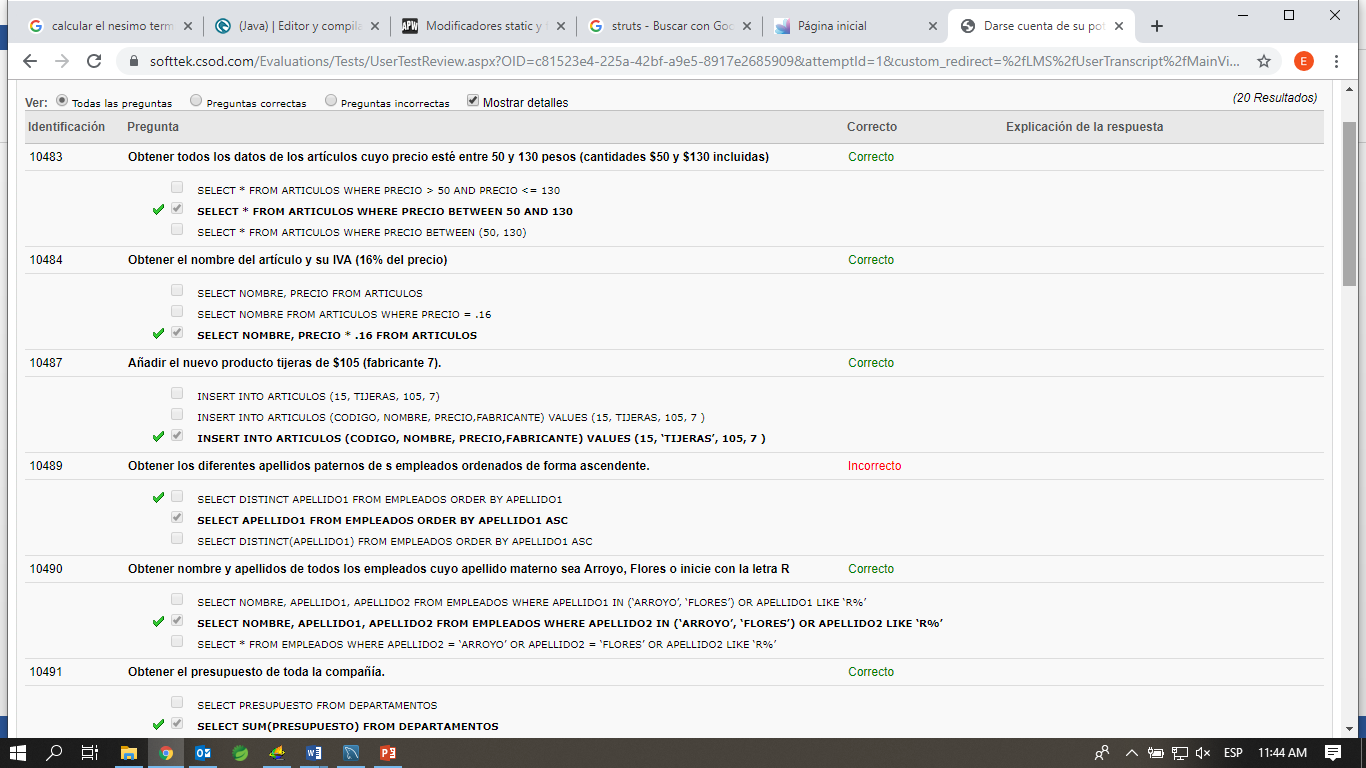 calcular el nesimo term
(Java) | Editor y compila
Modificadores static y
struts - Buscar con Goo
Página inicial
Darse cuenta de su pot
softtek.csod.com/Evaluations/Tests/UserTestReview.aspx?OID=c81523e4-225a-42bf-a9e5-8917e2685909&attemptId=1&custom_redirect=%2fLMS%2fUserTranscript%2fMainVi...
E
Ver: Todas las preguntas Preguntas correctas Preguntas incorrectas Mostrar detalles (20 Resultados)
Identificación Pregunta Correcto Explicación de la respuesta
10483 Obtener todos los datos de los artículos cuyo precio esté entre 50 y 130 pesos (cantidades $50 y $130 incluidas) Correcto
SELECT * FROM ARTICULOS WHERE PRECIO > 50 AND PRECIO <= 130
SELECT * FROM ARTICULOS WHERE PRECIO BETWEEN 50 AND 130
SELECT * FROM ARTICULOS WHERE PRECIO BETWEEN (50, 130)
10484 Obtener el nombre del artículo y su IVA (16% del precio) Correcto
SELECT NOMBRE, PRECIO FROM ARTICULOS
SELECT NOMBRE FROM ARTICULOS WHERE PRECIO = .16
SELECT NOMBRE, PRECIO * .16 FROM ARTICULOS
10487 Añadir el nuevo producto tijeras de $105 (fabricante 7). Correcto
INSERT INTO ARTICULOS (15, TIJERAS, 105, 7)
INSERT INTO ARTICULOS (CODIGO, NOMBRE, PRECIO,FABRICANTE) VALUES (15, TIJERAS, 105, 7 )
INSERT INTO ARTICULOS (CODIGO, NOMBRE, PRECIO,FABRICANTE) VALUES (15, ‘TIJERAS’, 105, 7 )
10489 Obtener los diferentes apellidos paternos de s empleados ordenados de forma ascendente. Incorrecto
SELECT DISTINCT APELLIDO1 FROM EMPLEADOS ORDER BY APELLIDO1
SELECT APELLIDO1 FROM EMPLEADOS ORDER BY APELLIDO1 ASC
SELECT DISTINCT(APELLIDO1) FROM EMPLEADOS ORDER BY APELLIDO1 ASC
10490 Obtener nombre y apellidos de todos los empleados cuyo apellido materno sea Arroyo, Flores o inicie con la letra R Correcto
SELECT NOMBRE, APELLIDO1, APELLIDO2 FROM EMPLEADOS WHERE APELLIDO1 IN (‘ARROYO’, ‘FLORES’) OR APELLIDO1 LIKE ‘R%’
SELECT NOMBRE, APELLIDO1, APELLIDO2 FROM EMPLEADOS WHERE APELLIDO2 IN (‘ARROYO’, ‘FLORES’) OR APELLIDO2 LIKE ‘R%’
SELECT * FROM EMPLEADOS WHERE APELLIDO2 = ‘ARROYO’ OR APELLIDO2 = ‘FLORES’ OR APELLIDO2 LIKE ‘R%’
10491 Obtener el presupuesto de toda la compañía. Correcto
SELECT PRESUPUESTO FROM DEPARTAMENTOS
SELECT SUM(PRESUPUESTO) FROM DEPARTAMENTOS
ESP 11:44 AM